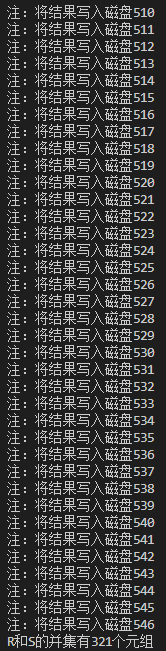 注：将结果写入磁盘510
注：将结果写入磁盘511
注：将结果写入磁盘512
注：将结果写入磁盘513
注：将结果写入磁盘514
注：将结果写入磁盘515
注：将结果写入磁盘516
注：将结果写入磁盘517
注：将结果写入磁盘518
注：将结果写入磁盘519
注：将结果写入磁盘520
注：将结果写入磁盘521
注：将结果写入磁盘522
注：将结果写入磁盘523
注：将结果写入磁盘524
注：将结果写入磁盘525
注：将结果写入磁盘526
注：将结果写入磁盘527
注：将结果写入磁盘528
注：将结果写入磁盘529
注：将结果写入磁盘530
注：将结果写入磁盘531
注：将结果写入磁盘532
注：将结果写入磁盘533
注：将结果写入磁盘534
注：将结果写入磁盘535
注：将结果写入磁盘536
注：将结果写入磁盘537
注：将结果写入磁盘538
注：将结果写入磁盘539
注：将结果写入磁盘540
注：将结果写入磁盘541
注：将结果写入磁盘542
注：将结果写入磁盘543
注：将结果写入磁盘544
注：将结果写入磁盘545
注：将结果写入磁盘546
R和S的并集有321个元组